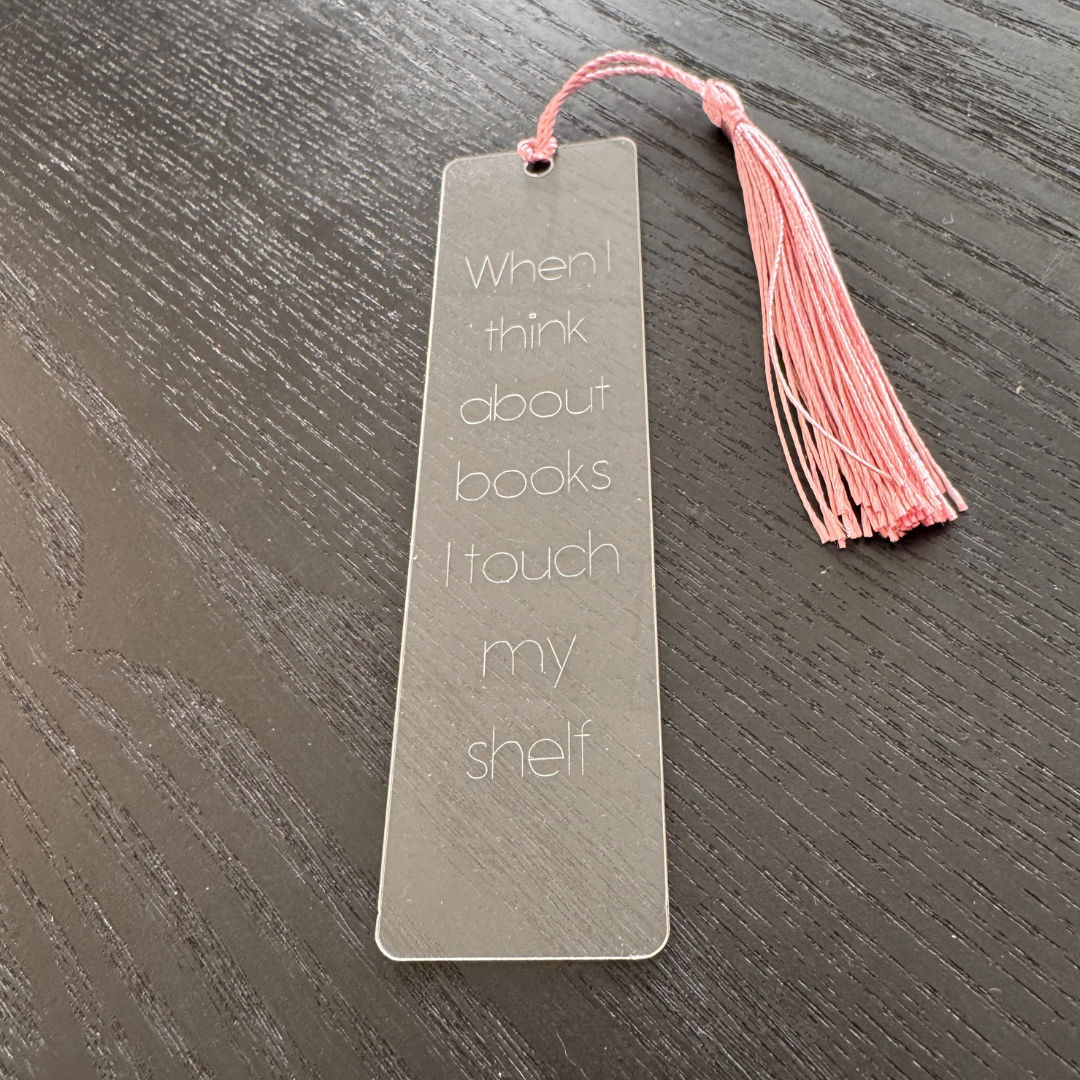 When I
think
about
books
I touch
my
shelf